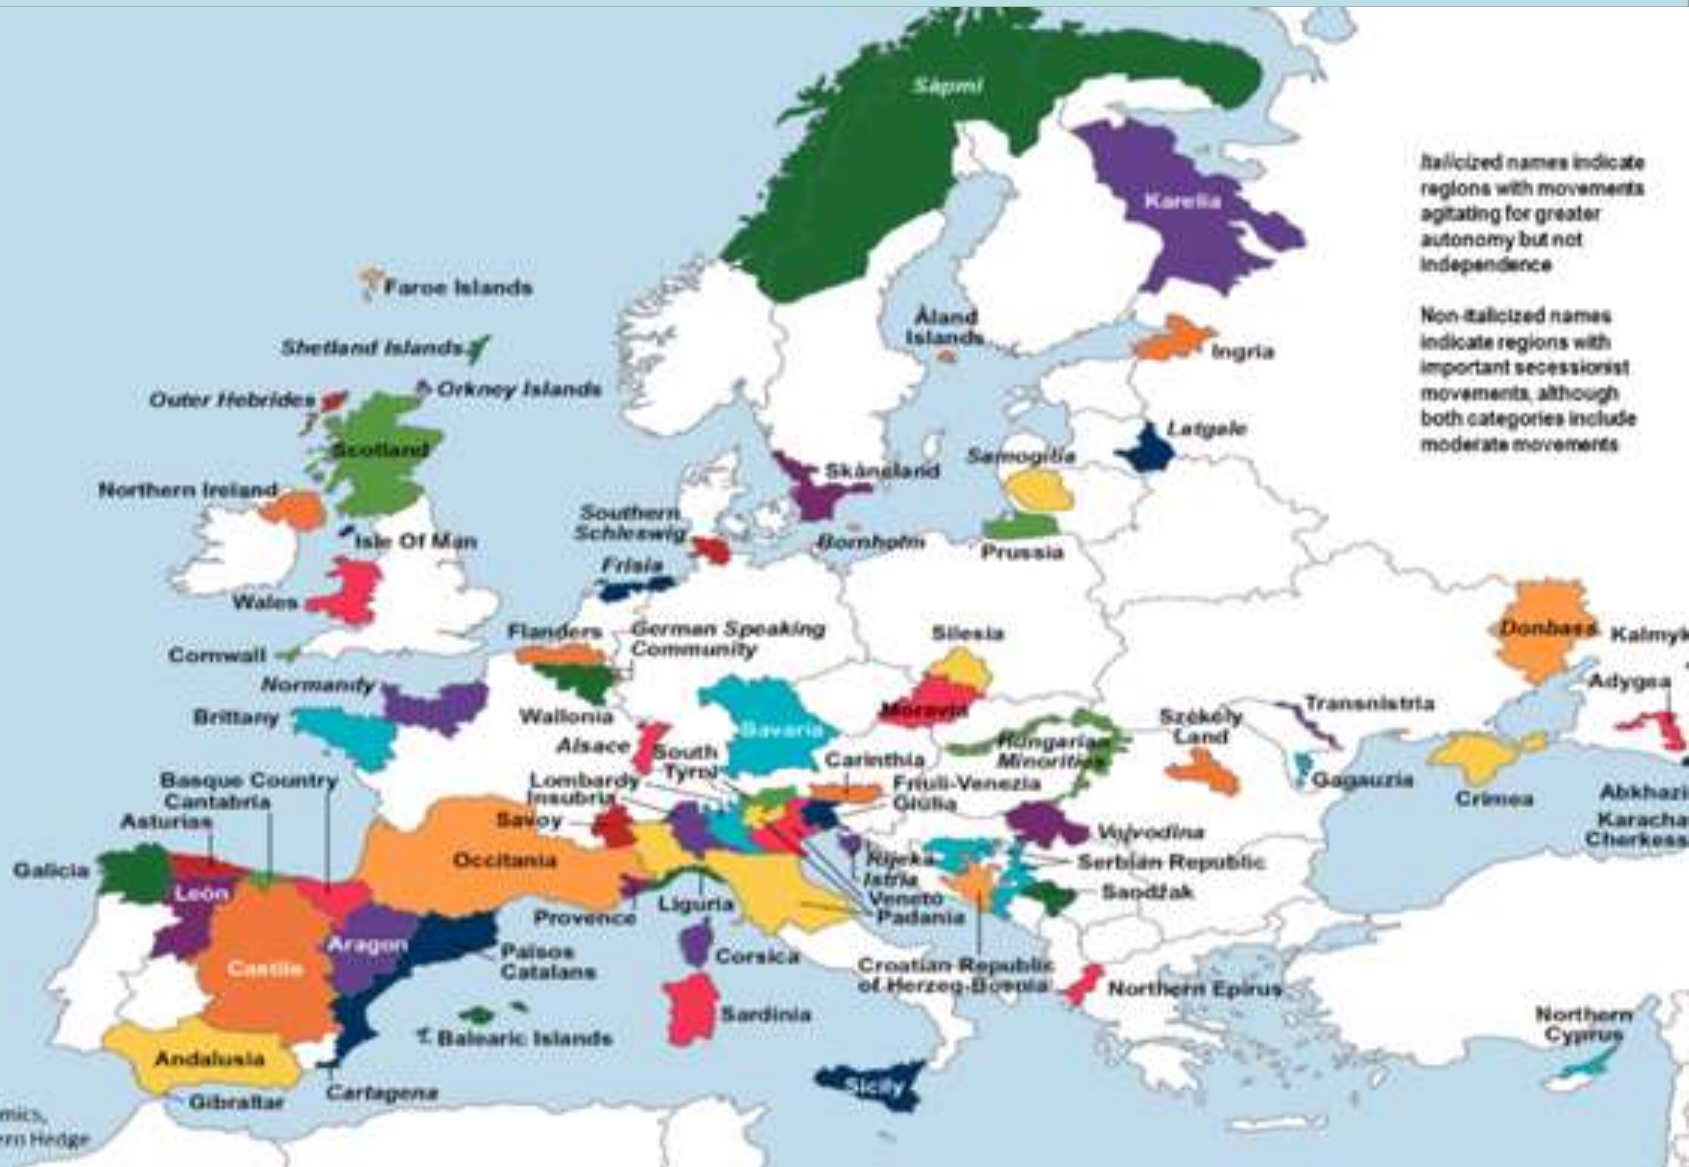 Sápmi
Italicized names indicate
regions with movements
agitating for greater
autonomy but not
independence
Karelia
Faroe Islands
Non-italicized names
indicate regions with
important secessionist
movements, although
both categories include
moderate movements
Åland
Islands
Ingria
Shetland Islands
Orkney Islands
Outer Hebrides
Scotland
Latgale
Samogitia
Skåneland
Northern Ireland
Southern
Schleswig
Isle Of Man
Bornholm
Prussia
Frisia
Wales
Flanders
German Speaking
Community
Silesia
Donbass
Kalmyk
Cornwall
Normandy
Adygea
Brittany
Wallonia
Moravia
Transnistria
Székely
Land
Bavaria
Alsace
South
Tyrol
Hungarian
Minorities
Carinthia
Basque Country
Cantabria
Asturias
Lombardy
Insubria
Savoy
Friuli-Venezia
Giulia
Gagauzia
Crimea
Abkhazi
Karacha
Cherkess
Vojvodina
Galicia
León
Occitania
Rijeka
Istria
Veneto
Padania
Serbian Republic
Sandžak
Provence
Liguria
Aragon
Castile
Països
Catalans
Corsica
Croatian Republic
of Herzeg-Bosnia
Northern Epirus
Sardinia
Northern
Cyprus
Balearic Islands
Andalusia
Sicily
Cartagena
Gibraltar
mics,
ern Hedge